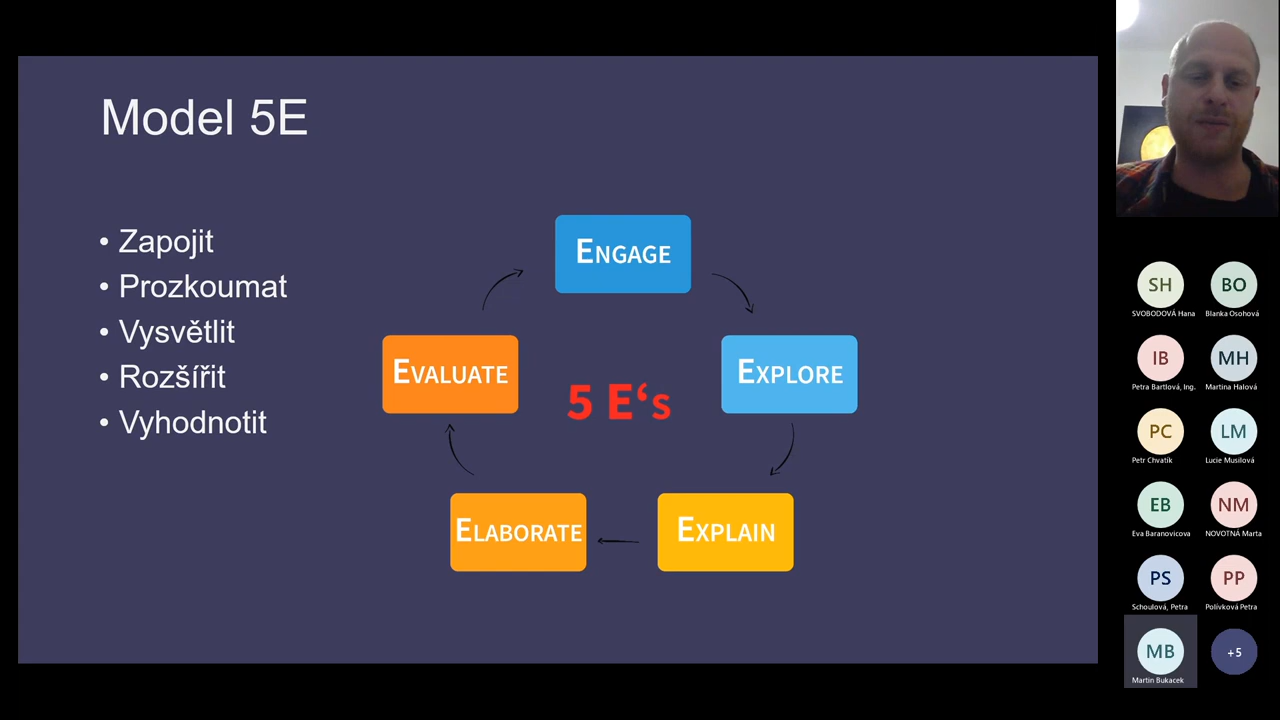 Model 5E
• Zapojit
• Prozkoumat
• Vysvětlit
• Rozšířit
• Vyhodnotit
ENGAGE
EVALUATE
EXPLORE
5 E‘s
ELABORATE
EXPLAIN
SH
BO
SVOBODOVÁ Hana
Blanka Osohová
IB
MH
Petra Bartlová, Ing.
Martina Halová
PC
LM
Petr Chvatík
Lucie Musilová
EB
NM
Eva Baranovicova
NOVOTNÁ Marta
PS
PP
Schoulová, Petra
Polívková Petra
MB
+5
Martin Bukacek